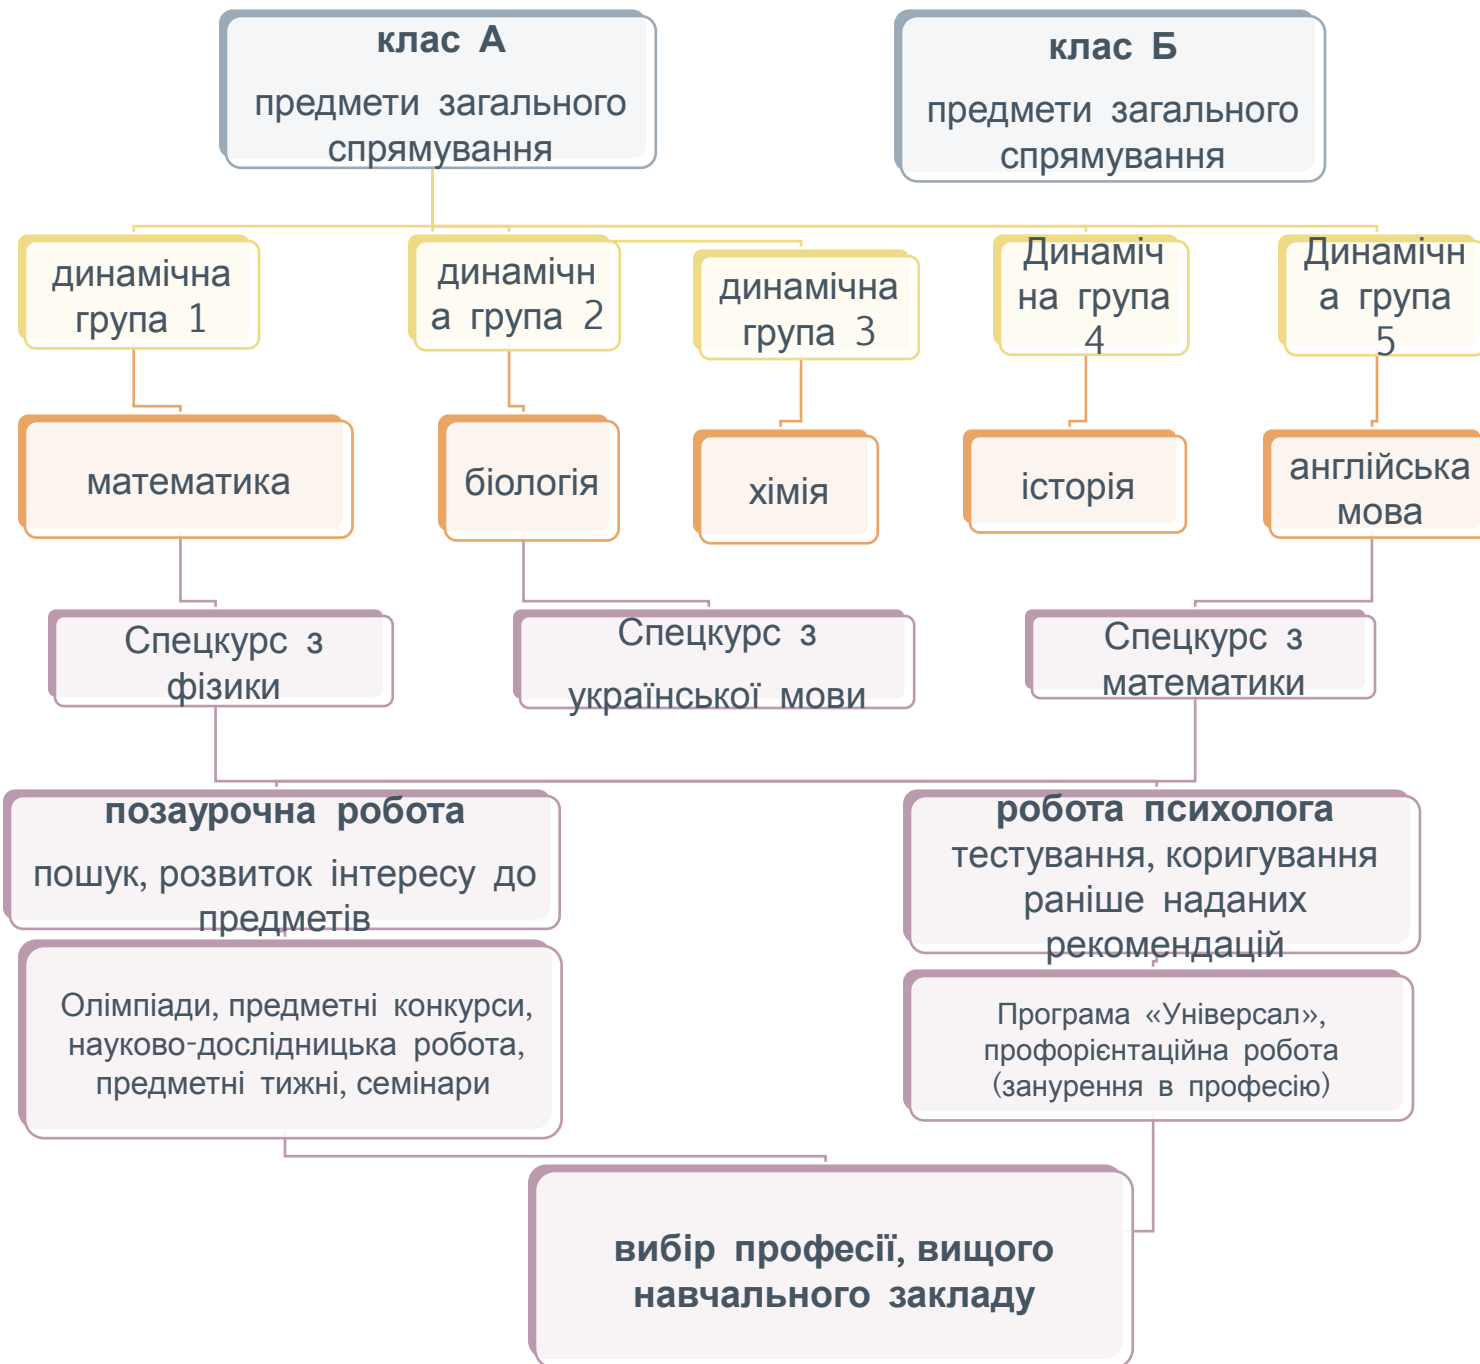 клас А
предмети загального
спрямування
клас Б
предмети загального
спрямування
динамічна
група 1
динамічн
а група 2
динамічна
група 3
Динаміч
на група
4
Динамічн
а група
5
математика
біологія
хімія
історія
англійська
мова
Спецкурс з
фізики
Спецкурс з
української мови
Спецкурс з
математики
позаурочна робота
пошук, розвиток інтересу до
предметів
робота психолога
тестування, коригування
раніше наданих
рекомендацій
Олімпіади, предметні конкурси,
науково-дослідницька робота,
предметні тижні, семінари
Програма «Універсал»,
профорієнтаційна робота
(занурення в професію)
вибір професії, вищого
навчального закладу